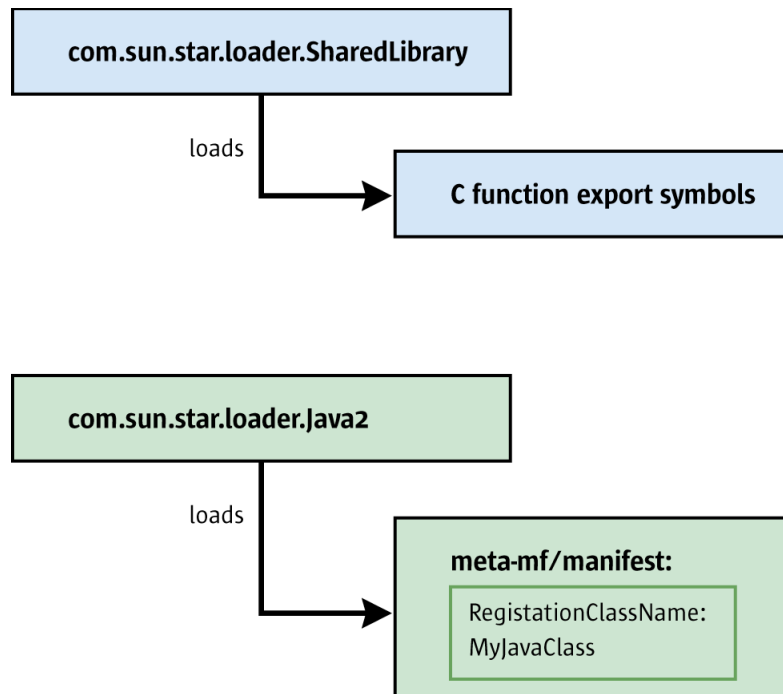 com.sun.star.loader.SharedLibrary
loads
C function export symbols
com.sun.star.loader.Java2
loads
meta-mf/manifest:
RegistationClassName:
MyJavaClass